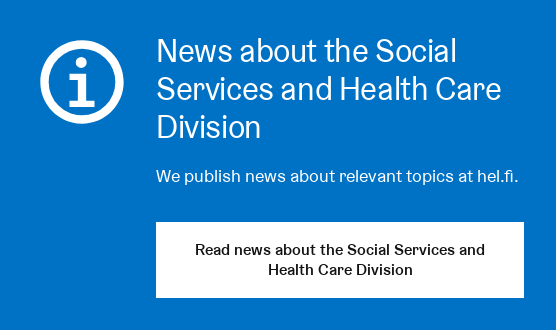 News about the Social
Services and Health Care
Division
We publish news about relevant topics at hel.fi.
Read news about the Social Services and
Health Care Division